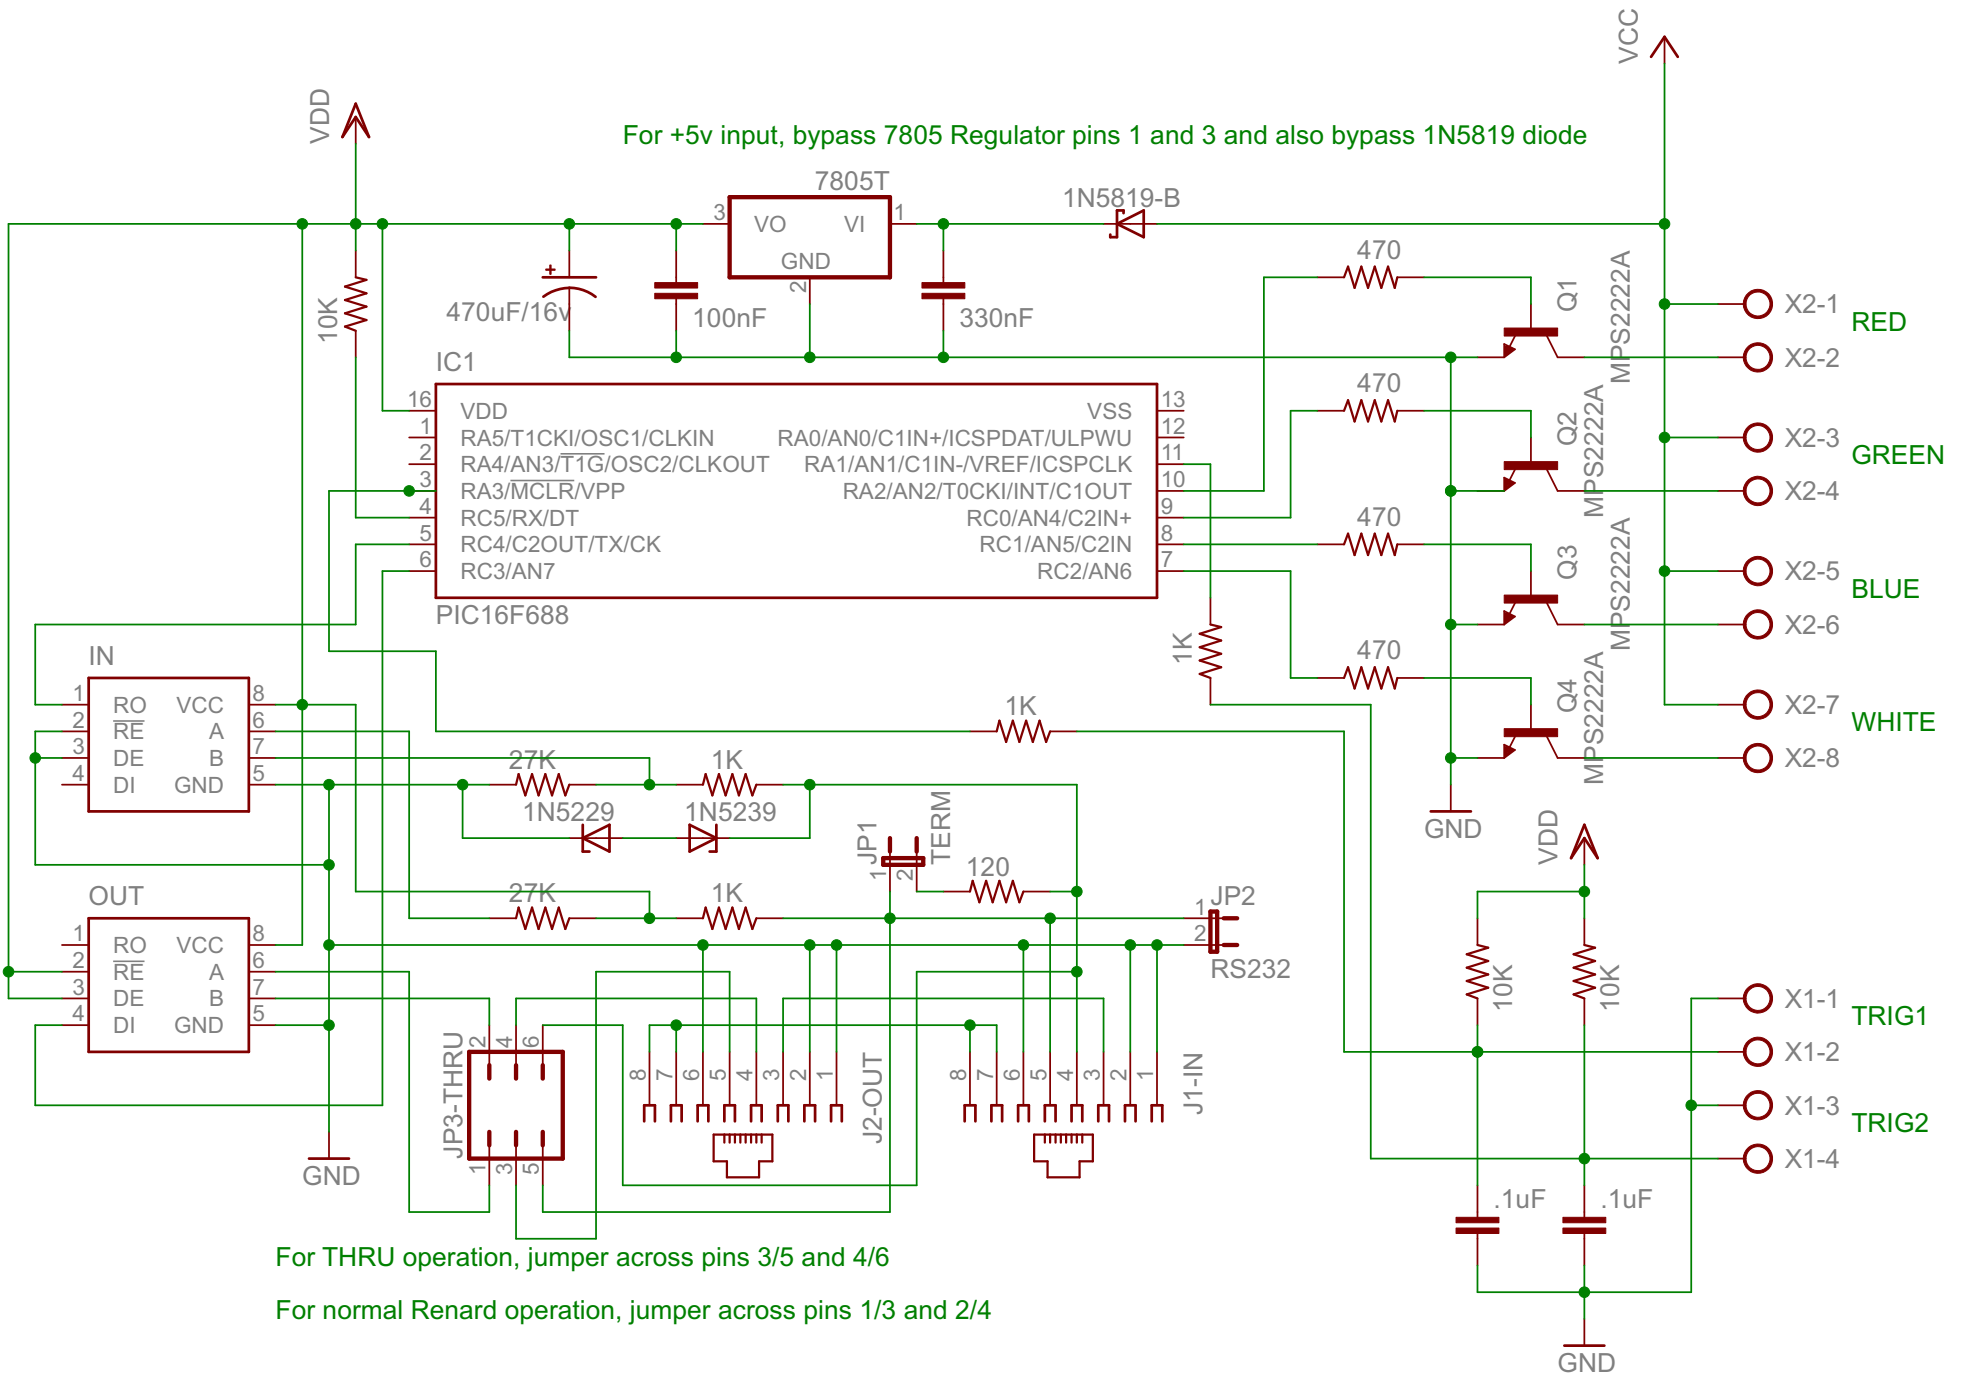 VCC
VDD
For +5v input, bypass 7805 Regulator pins 1 and 3 and also bypass 1N5819 diode
7805T
3 VO VI 1
GND
2
1N5819-B
10K
470uF/16v
100nF
330nF
470
Q1
MPS2222A
X2-1
RED
X2-2
470
Q2
MPS2222A
X2-3
GREEN
X2-4
470
Q3
MPS2222A
X2-5
BLUE
X2-6
470
Q4
MPS2222A
X2-7
WHITE
X2-8
GND
IC1
16 VDD VSS 13
1 RA5/T1CKI/OSC1/CLKIN RA0/AN0/C1IN+/ICSPDAT/ULPWU 12
2 RA4/AN3/T1G/OSC2/CLKOUT RA1/AN1/C1IN-/VREF/ICSPCLK 11
3 RA3/MCLR/VPP RA2/AN2/T0CKI/INT/C1OUT 10
4 RC5/RX/DT RC0/AN4/C2IN+ 9
5 RC4/C2OUT/TX/CK RC1/AN5/C2IN 8
6 RC3/AN7 RC2/AN6 7
PIC16F688
1K
1K
IN
1 RO VCC 8
2 RE A 6
3 DE B 7
4 DI GND 5
27K 1K
1N5229 1N5239
JP1
TERM
1 2
120
27K 1K
JP2
1
2
RS232
OUT
1 RO VCC 8
2 RE A 6
3 DE B 7
4 DI GND 5
GND
JP3-THRU
2 4 6
1 3 5
8 7 6 5 4 3 2 1
J2-OUT
8 7 6 5 4 3 2 1
J1-IN
VDD
10K
10K
X1-1
TRIG1
X1-2
X1-3
TRIG2
X1-4
.1uF .1uF
GND
For THRU operation, jumper across pins 3/5 and 4/6
For normal Renard operation, jumper across pins 1/3 and 2/4